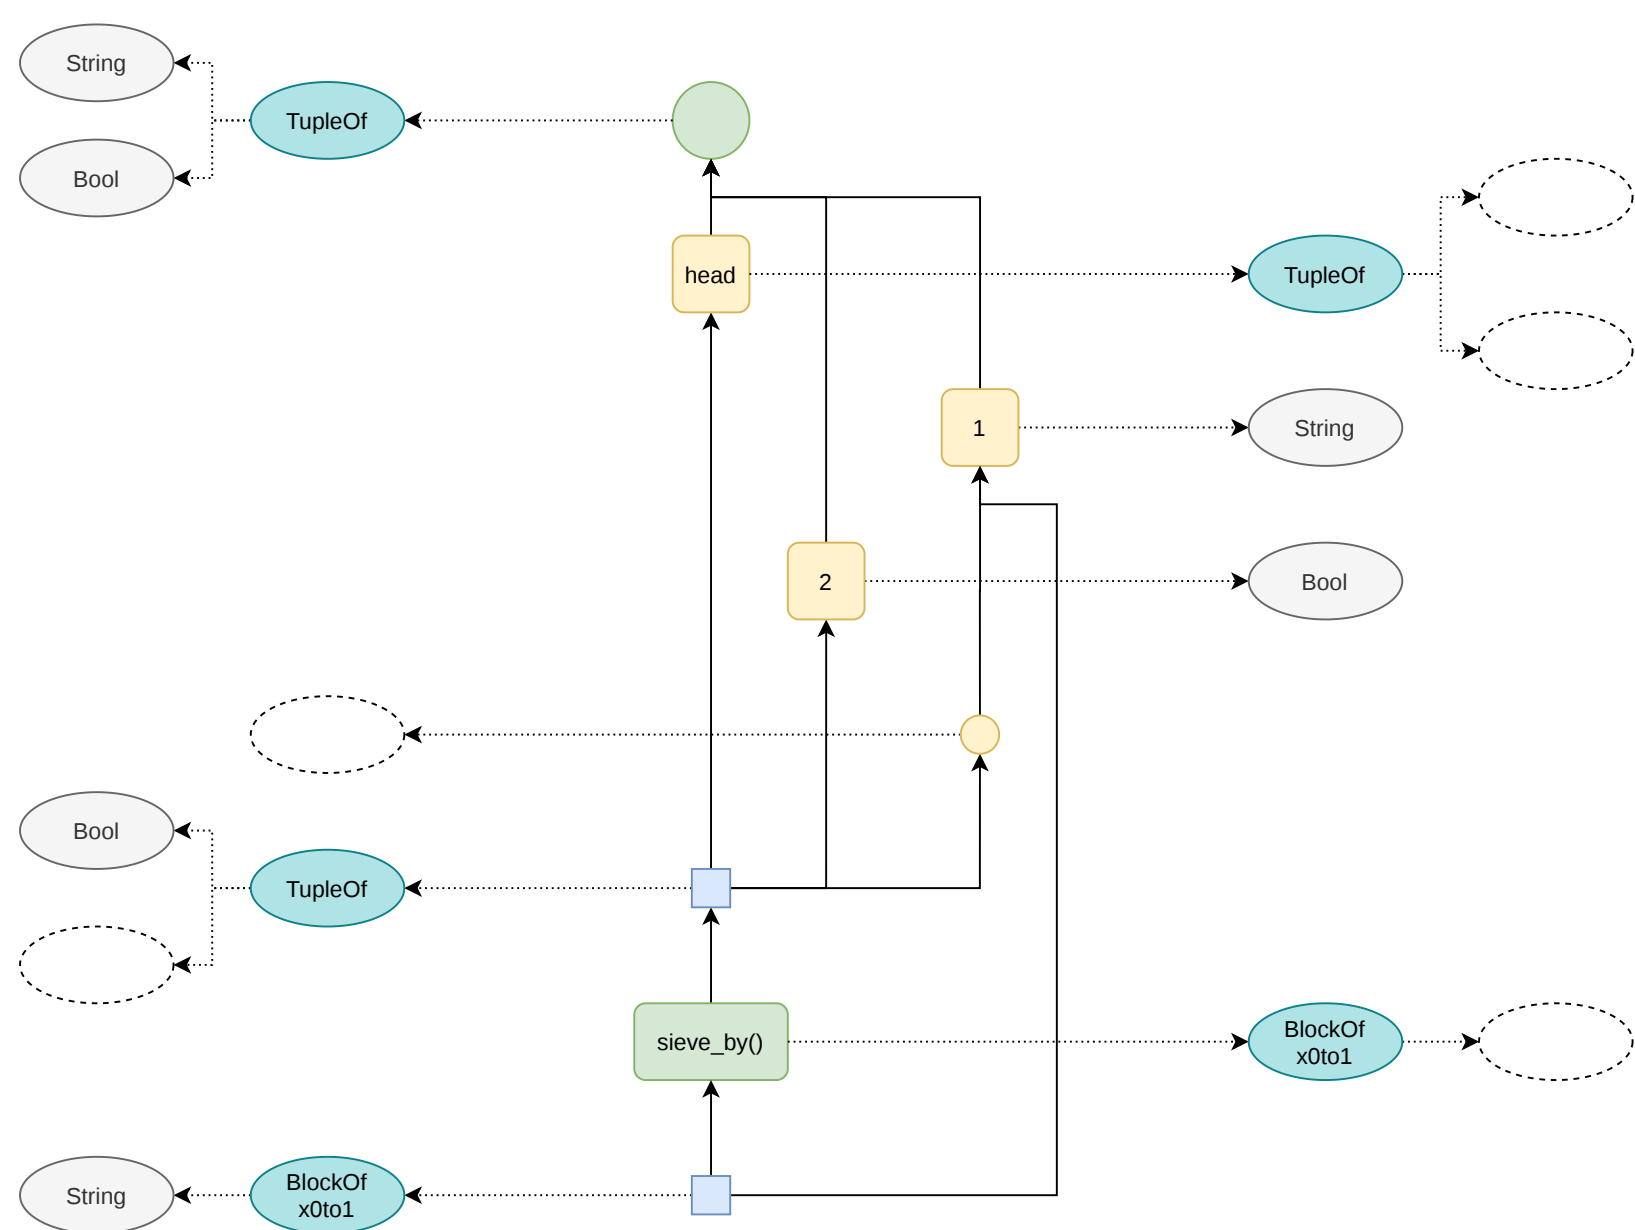 String
TupleOf
Bool
head
TupleOf
1
String
2
Bool
Bool
TupleOf
sieve_by()
BlockOf
x0to1
String
BlockOf
x0to1